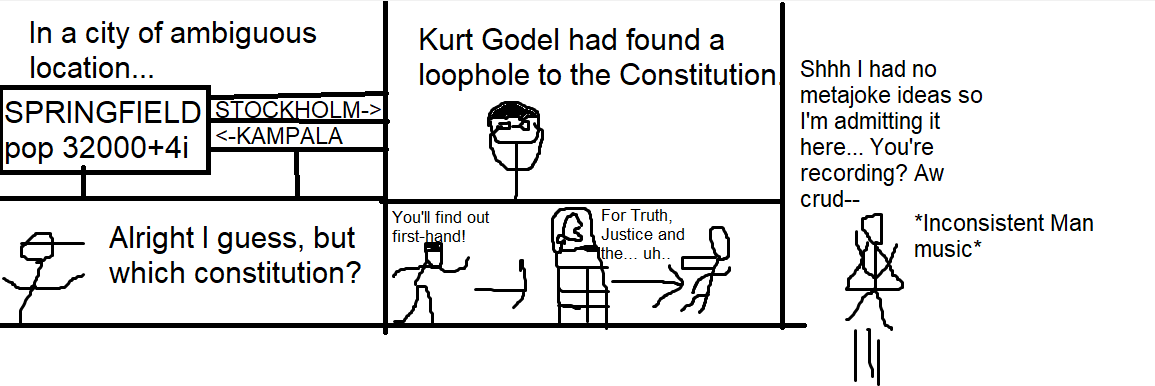 In a city of ambiguous
location...
SPRINGFIELD
pop 32000+4i
STOCKHOLM->
<-KAMPALA
Kurt Godel had found a
loophole to the Constitution.
Alright I guess, but
which constitution?
You'll find out
first-hand!
For Truth,
Justice and
the... uh..
Shhh I had no
metajoke ideas so
I'm admitting it
here... You're
recording? Aw
crud--
*Inconsistent Man
music*